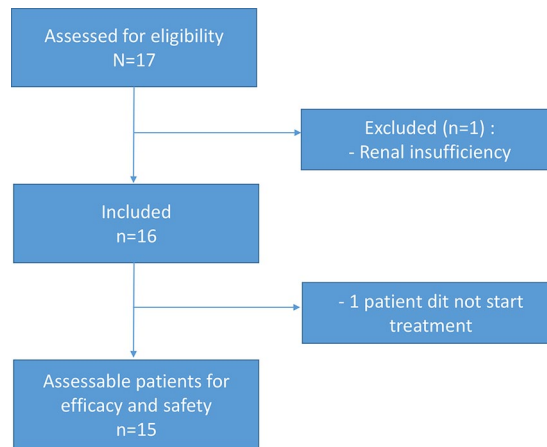 Assessed for eligibility
N=17
Excluded (n=1) :
- Renal insufficiency
Included
n=16
- 1 patient dit not start
treatment
Assessable patients for
efficacy and safety
n=15